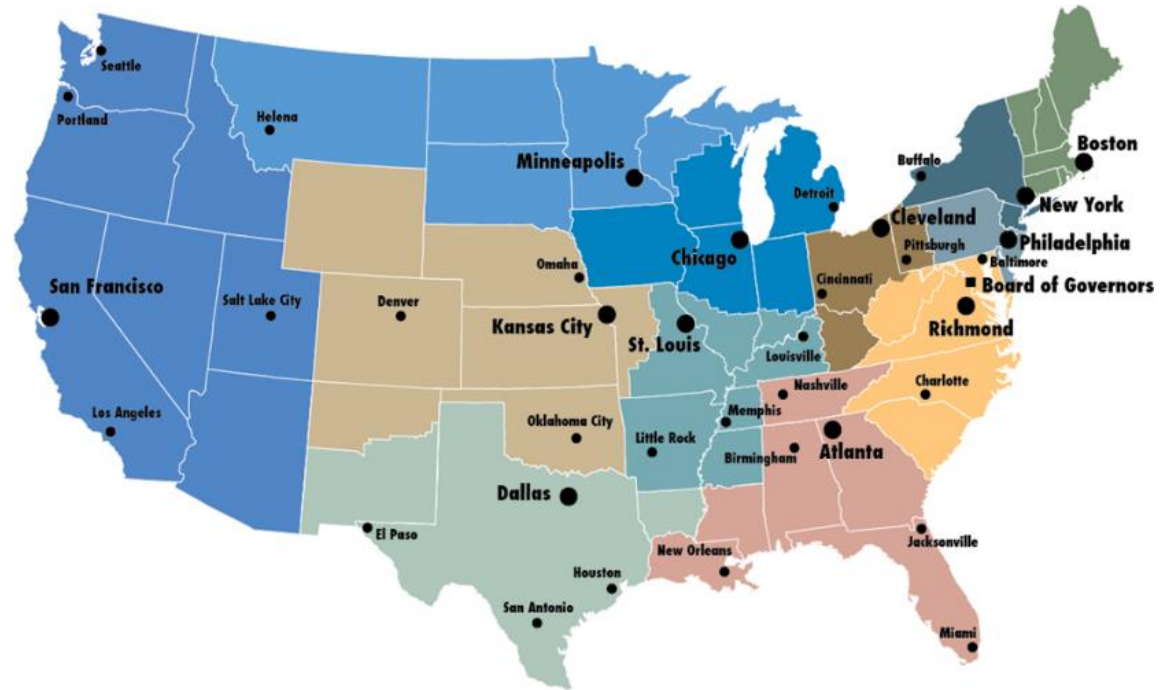 Seattle
Portland
Helena
Minneapolis
Buffalo
Boston
Detroit
New York
Cleveland
Chicago
Pittsburgh
Philadelphia
Baltimore
Omaha
Cincinnati
San Francisco
Board of Governors
Salt Lake City
Denver
Kansas City
St. Louis
Richmond
Louisville
Nashville
Charlotte
Los Angeles
Memphis
Oklahoma City
Little Rock
Birmingham
Atlanta
Dallas
El Paso
Jacksonville
New Orleans
Houston
San Antonio
Miami